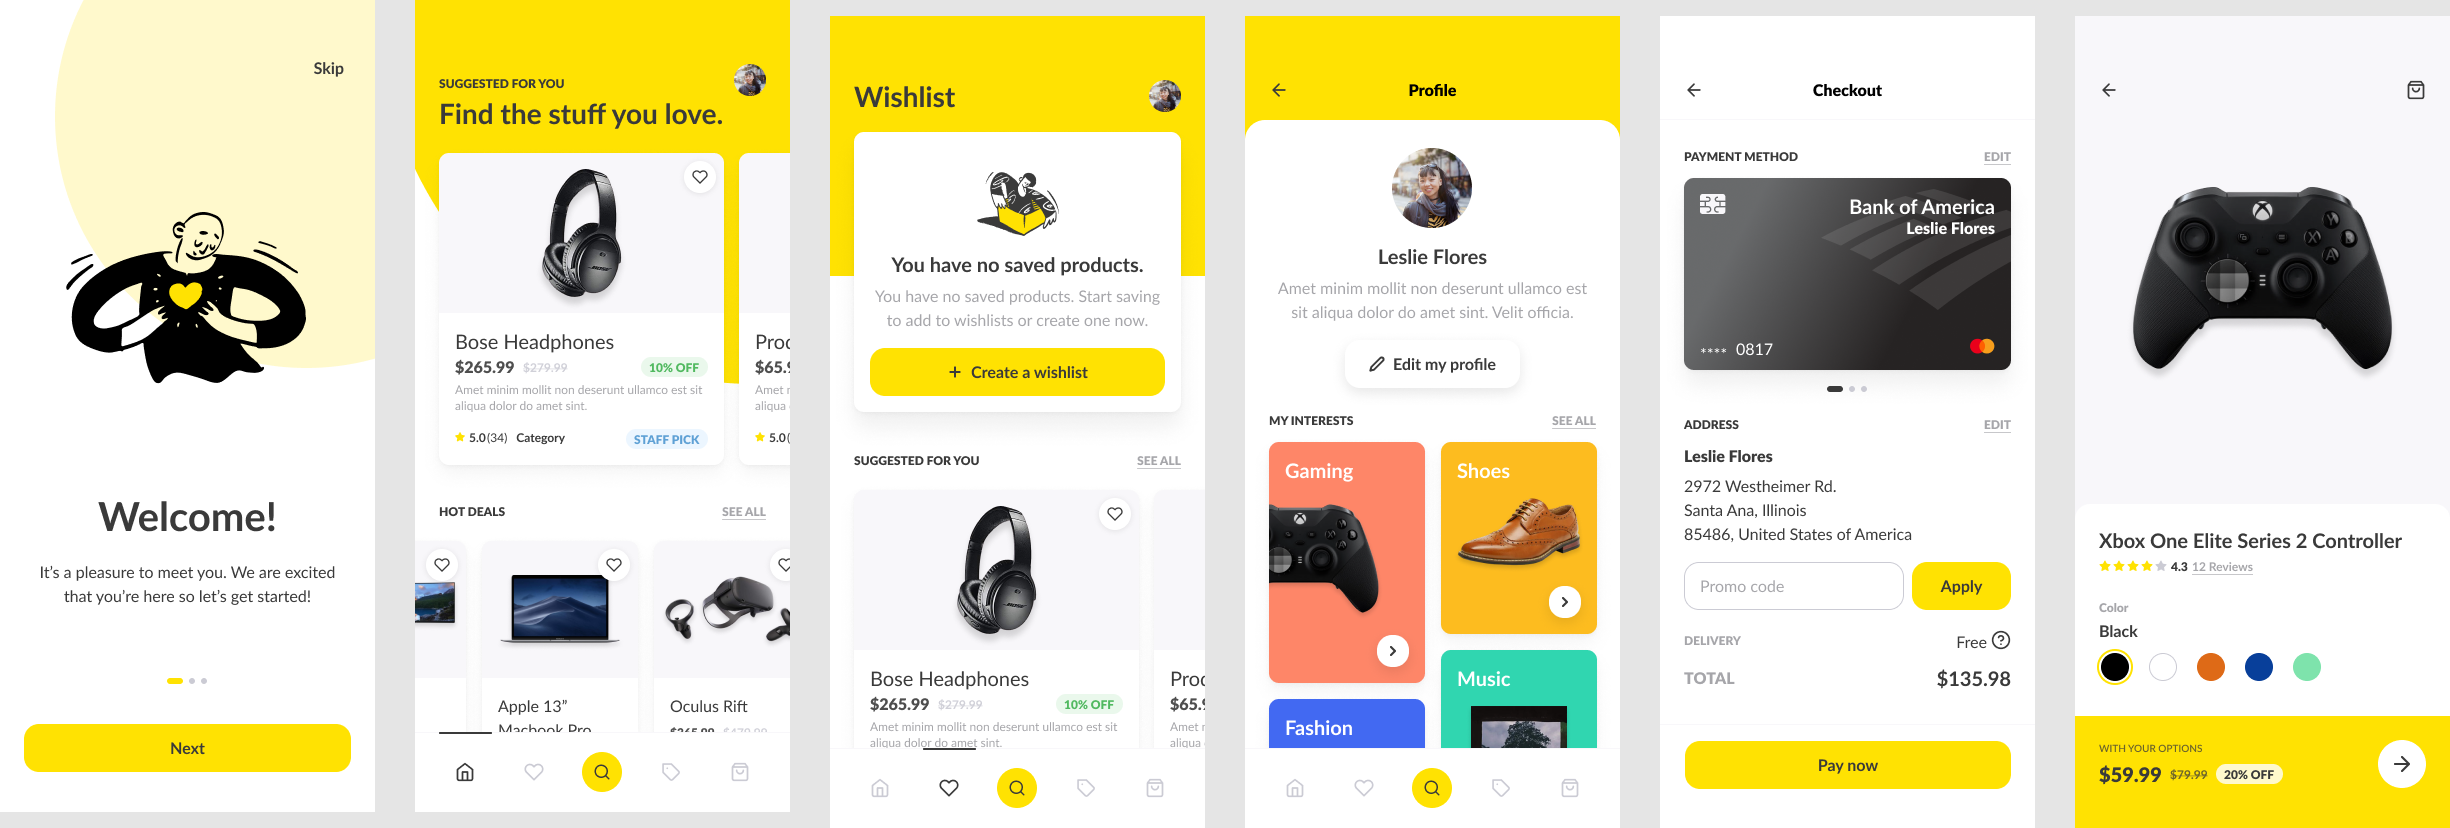 Skip
Welcome!
It's a pleasure to meet you. We are excited
that you're here so let's get started!
Next
SUGGESTED FOR YOU
Find the stuff you love.
BOSE
Bose Headphones
$265.99 $279.99 10% OFF
Amet minim mollit non deserunt ullamco est sit
aliqua dolor do amet sint.
5.0(34) Category STAFF PICK
Proc
$65.9
Amet r
aliqua
5.0(
HOT DEALS SEE ALL
Apple 13”
Macbook Pro
Oculus Rift
$265.99 $479.99
Wishlist
You have no saved products.
You have no saved products. Start saving
to add to wishlists or create one now.
+ Create a wishlist
SUGGESTED FOR YOU SEE ALL
BOSE
Bose Headphones
$265.99 $279.99 10% OFF
Amet minim mollit non deserunt ullamco est sit
aliqua dolor do amet sint.
Proc
$65.9
Amet r
aliqua
Profile
Leslie Flores
Amet minim mollit non deserunt ullamco est
sit aliqua dolor do amet sint. Velit officia.
Edit my profile
MY INTERESTS SEE ALL
Gaming
Shoes
Music
Fashion
Checkout
PAYMENT METHOD EDIT
Bank of America
Leslie Flores
**** 0817
ADDRESS EDIT
Leslie Flores
2972 Westheimer Rd.
Santa Ana, Illinois
85486, United States of America
Promo code Apply
DELIVERY Free
TOTAL $135.98
Pay now
Xbox One Elite Series 2 Controller
4.3 12 Reviews
Color
Black
WITH YOUR OPTIONS
$59.99 $79.99 20% OFF